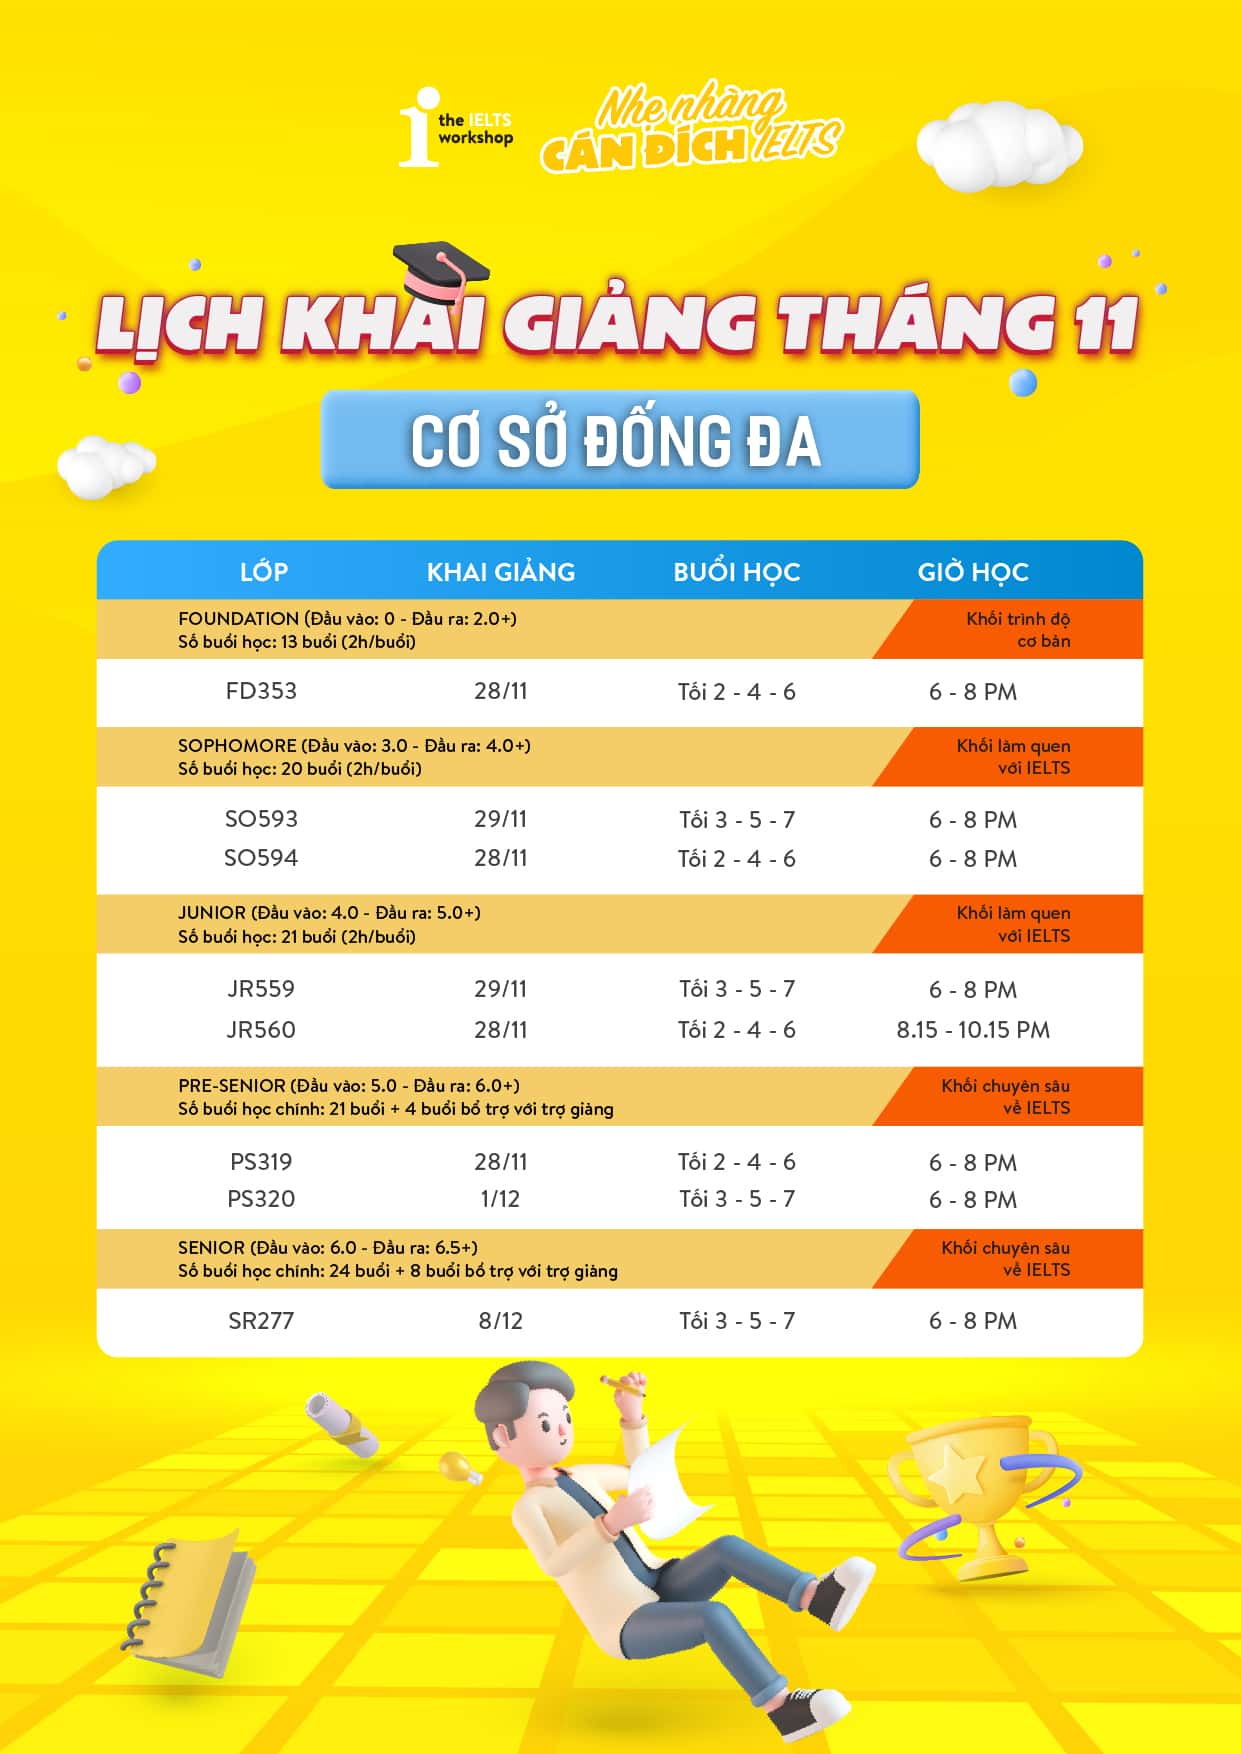 the IELTS
workshop
Nhẹ nhàng
CÁN ĐÍCH IELTS
LỊCH KHAI GIẢNG THÁNG 11
CƠ SỞ ĐỐNG ĐA
LỚP KHAI GIẢNG BUỔI HỌC GIỜ HỌC
FOUNDATION (Đầu vào: 0 - Đầu ra: 2.0+)
Số buổi học: 13 buổi (2h/buổi)
Khối trình độ
cơ bản
FD353 28/11 Tối 2 - 4 - 6 6 - 8 PM
SOPHOMORE (Đầu vào: 3.0 - Đầu ra: 4.0+)
Số buổi học: 20 buổi (2h/buổi)
Khối làm quen
với IELTS
SO593 29/11 Tối 3 - 5 - 7 6 - 8 PM
SO594 28/11 Tối 2 - 4 - 6 6 - 8 PM
JUNIOR (Đầu vào: 4.0 - Đầu ra: 5.0+)
Số buổi học: 21 buổi (2h/buổi)
Khối làm quen
với IELTS
JR559 29/11 Tối 3 - 5 - 7 6 - 8 PM
JR560 28/11 Tối 2 - 4 - 6 8.15 - 10.15 PM
PRE-SENIOR (Đầu vào: 5.0 - Đầu ra: 6.0+)
Số buổi học chính: 21 buổi + 4 buổi bổ trợ với trợ giảng
Khối chuyên sâu
về IELTS
PS319 28/11 Tối 2 - 4 - 6 6 - 8 PM
PS320 1/12 Tối 3 - 5 - 7 6 - 8 PM
SENIOR (Đầu vào: 6.0 - Đầu ra: 6.5+)
Số buổi học chính: 24 buổi + 8 buổi bổ trợ với trợ giảng
Khối chuyên sâu
về IELTS
SR277 8/12 Tối 3 - 5 - 7 6 - 8 PM